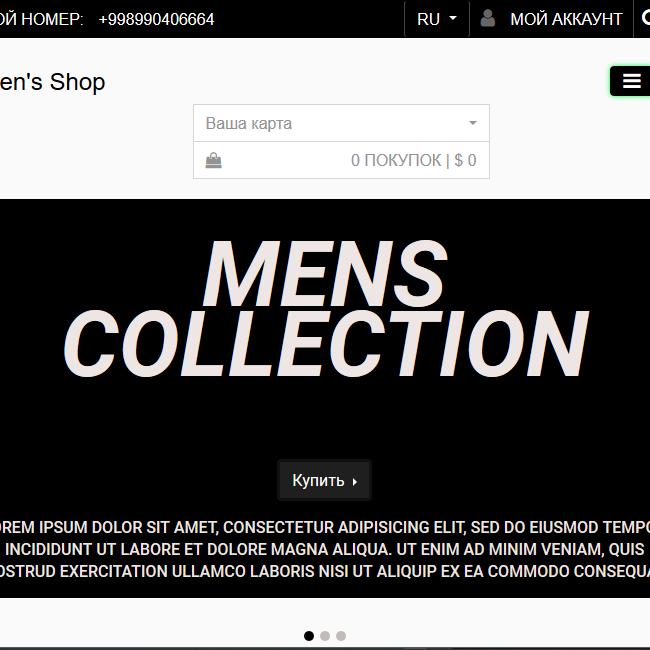 ОЙ НОМЕР: +998990406664 RU МОЙ АККАУНТ
en's Shop
Ваша карта
0 ПОКУПОК | $ 0
MENS
COLLECTION
Купить
OREM IPSUM DOLOR SIT AMET, CONSECTETUR ADIPISICING ELIT, SED DO EIUSMOD TEMPO
INCIDIDUNT UT LABORE ET DOLORE MAGNA ALIQUA. UT ENIM AD MINIM VENIAM, QUIS
OSTRUD EXERCITATION ULLAMCO LABORIS NISI UT ALIQUIP EX EA COMMODO CONSEQUA